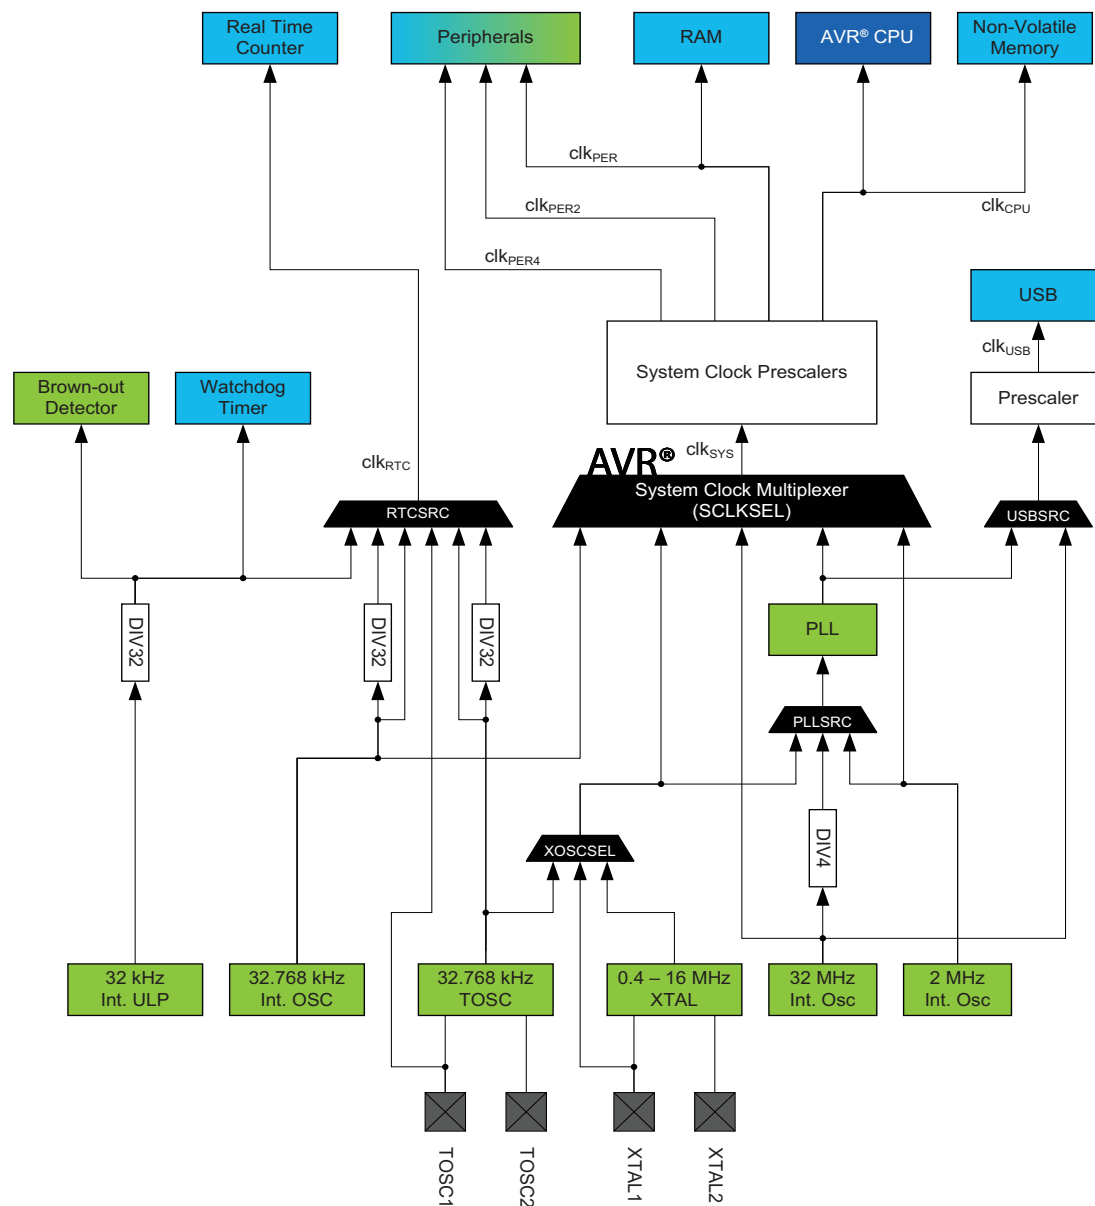 Real Time
Counter
Peripherals
RAM
AVR® CPU
Non-Volatile
Memory
clkPER
clkPER2
clkCPU
clkPER4
USB
clkUSB
System Clock Prescalers
Prescaler
Brown-out
Detector
Watchdog
Timer
clkRTC
clkSYS
AVR®
System Clock Multiplexer
(SCLKSEL)
RTCSRC
USBSRC
DIV32
DIV32
DIV32
PLL
PLLSRC
XOSCSEL
DIV4
32 kHz
Int. ULP
32.768 kHz
Int. OSC
32.768 kHz
TOSC
0.4 – 16 MHz
XTAL
32 MHz
Int. Osc
2 MHz
Int. Osc
TOSC1
TOSC2
XTAL1
XTAL2